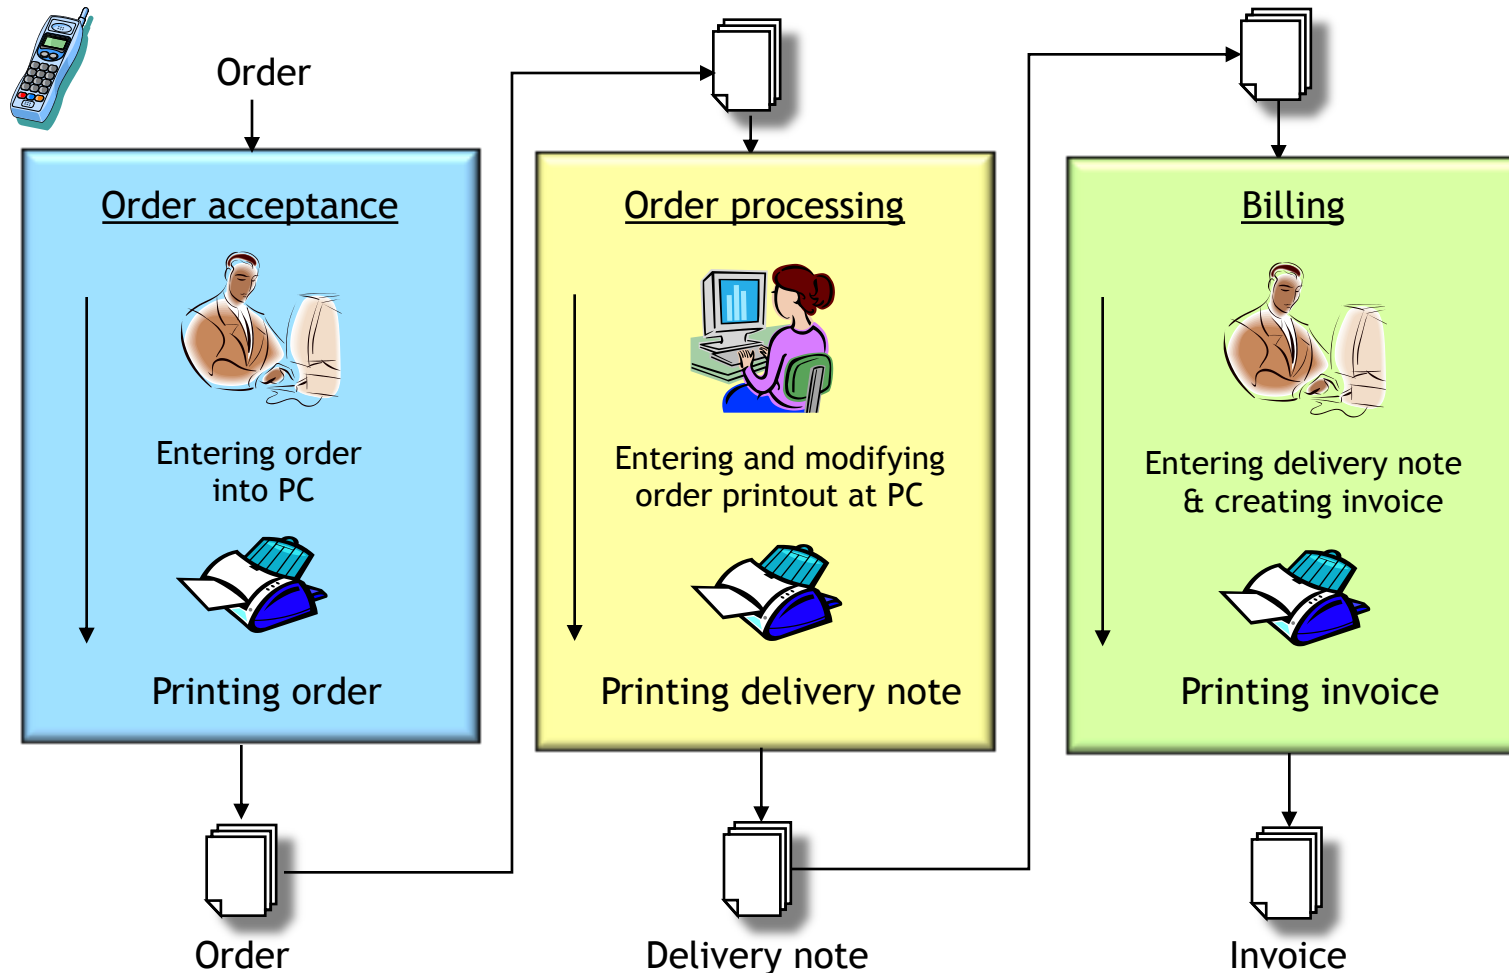 Order
Order acceptance
Entering order
into PC
Printing order
Order
Order processing
Entering and modifying
order printout at PC
Printing delivery note
Delivery note
Billing
Entering delivery note
& creating invoice
Printing invoice
Invoice